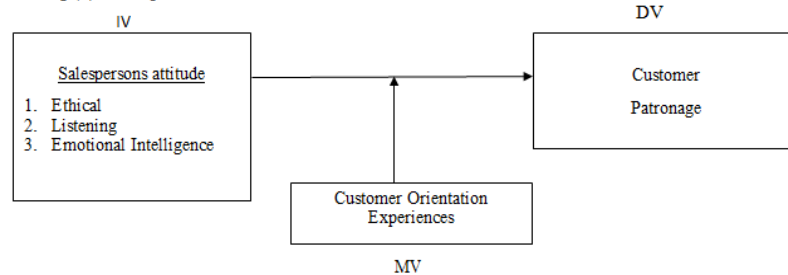 IV
DV
Salespersons attitude
1. Ethical
2. Listening
3. Emotional Intelligence
Customer
Patronage
Customer Orientation
Experiences
MV